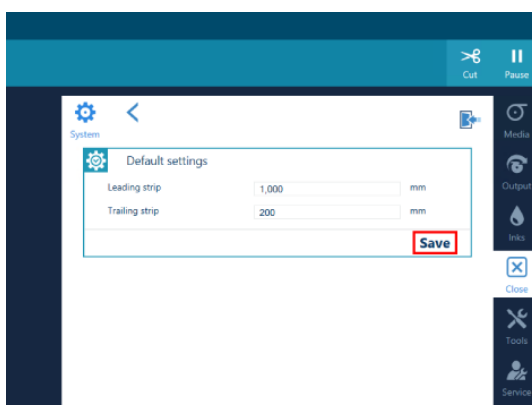 Cut
Pause
System
Media
Default settings
Leading strip 1,000 mm
Trailing strip 200 mm
Save
Output
Inks
Close
Tools
Service